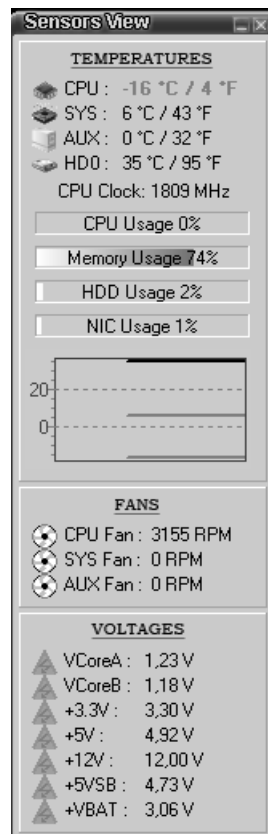 Sensors View
TEMPERATURES
CPU : -16 °C / 4 °F
SYS : 6 °C / 43 °F
AUX : 0 °C / 32 °F
HD0 : 35 °C / 95 °F
CPU Clock: 1809 MHz
CPU Usage 0%
Memory Usage 74%
HDD Usage 2%
NIC Usage 1%
20
0
FANS
CPU Fan : 3155 RPM
SYS Fan : 0 RPM
AUX Fan : 0 RPM
VOLTAGES
VCoreA : 1,23 V
VCoreB : 1,18 V
+3.3V : 3,30 V
+5V : 4,92 V
+12V : 12,00 V
+5VSB : 4,73 V
+VBAT : 3,06 V